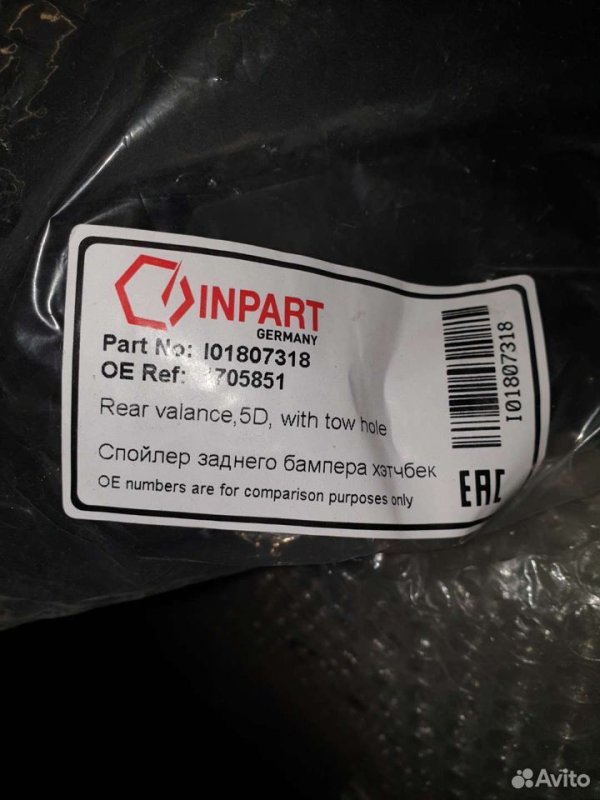 INPART
GERMANY
Part No: I01807318
OE Ref: 1705851
Rear valance,5D, with tow hole
Спойлер заднего бампера хэтчбек
OE numbers are for comparison purposes only
I01807318
EAC
Avito